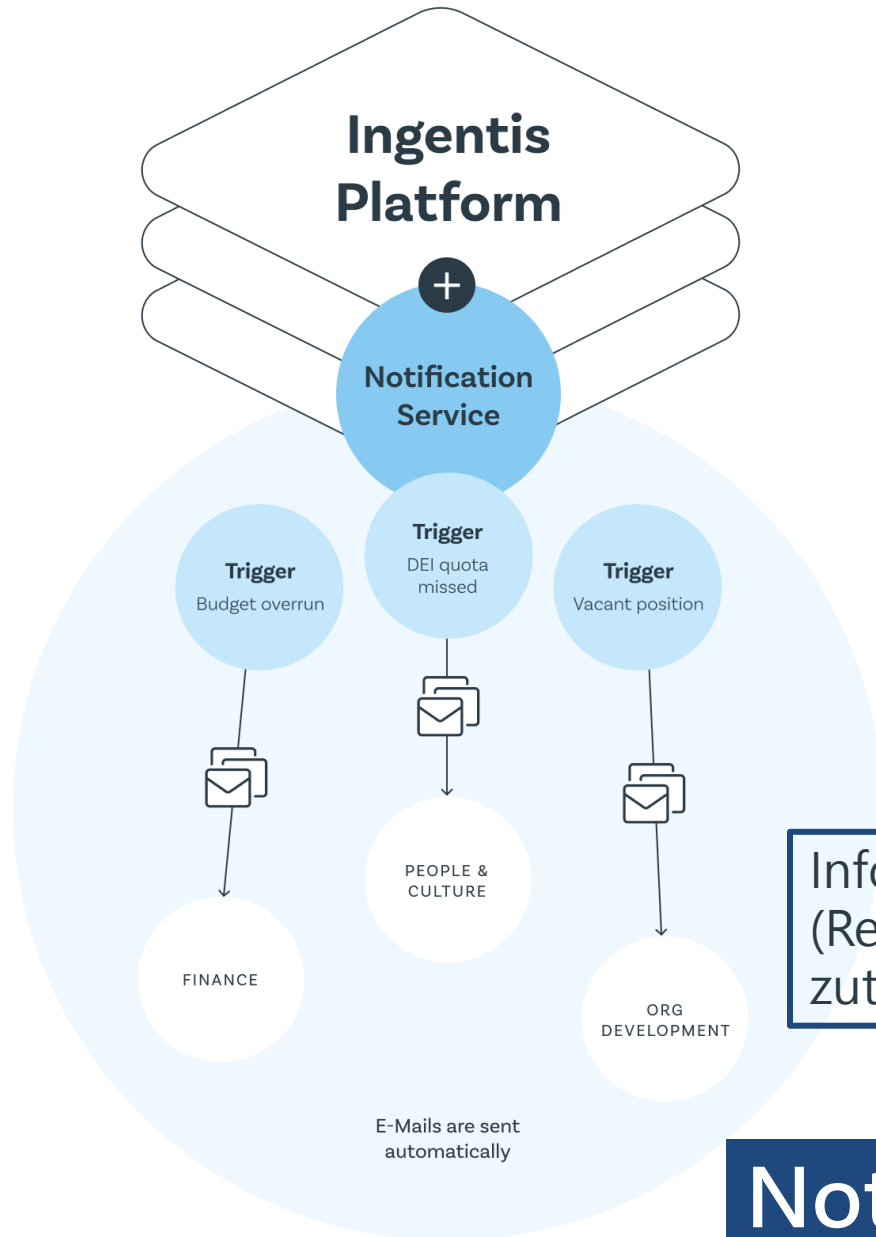 Ingentis
Platform
+
Notification
Service
Trigger
DEI quota
missed
Trigger
Budget overrun
Trigger
Vacant position
PEOPLE &
CULTURE
FINANCE
ORG
DEVELOPMENT
E-Mails are sent
automatically